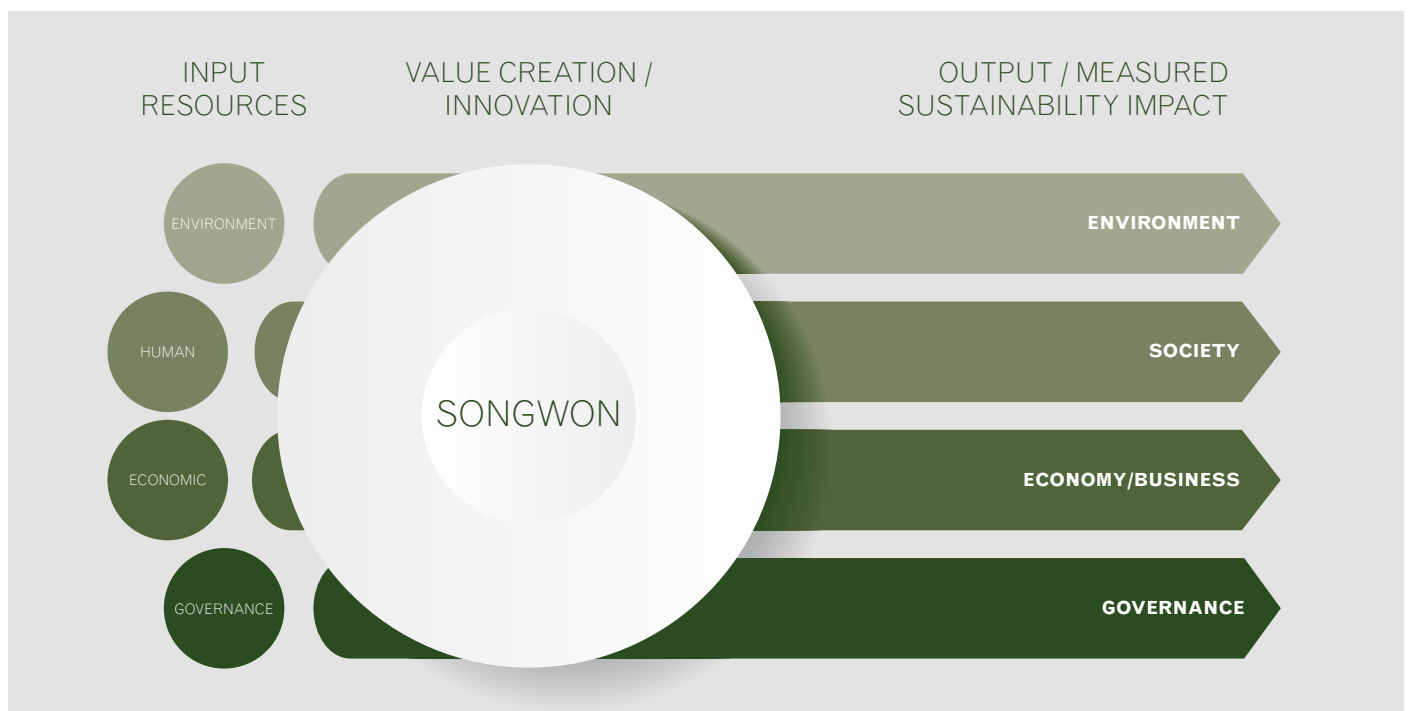 INPUT
RESOURCES
VALUE CREATION /
INNOVATION
OUTPUT / MEASURED
SUSTAINABILITY IMPACT
ENVIRONMENT
ENVIRONMENT
HUMAN
SOCIETY
SONGWON
ECONOMIC
ECONOMY/BUSINESS
GOVERNANCE
GOVERNANCE